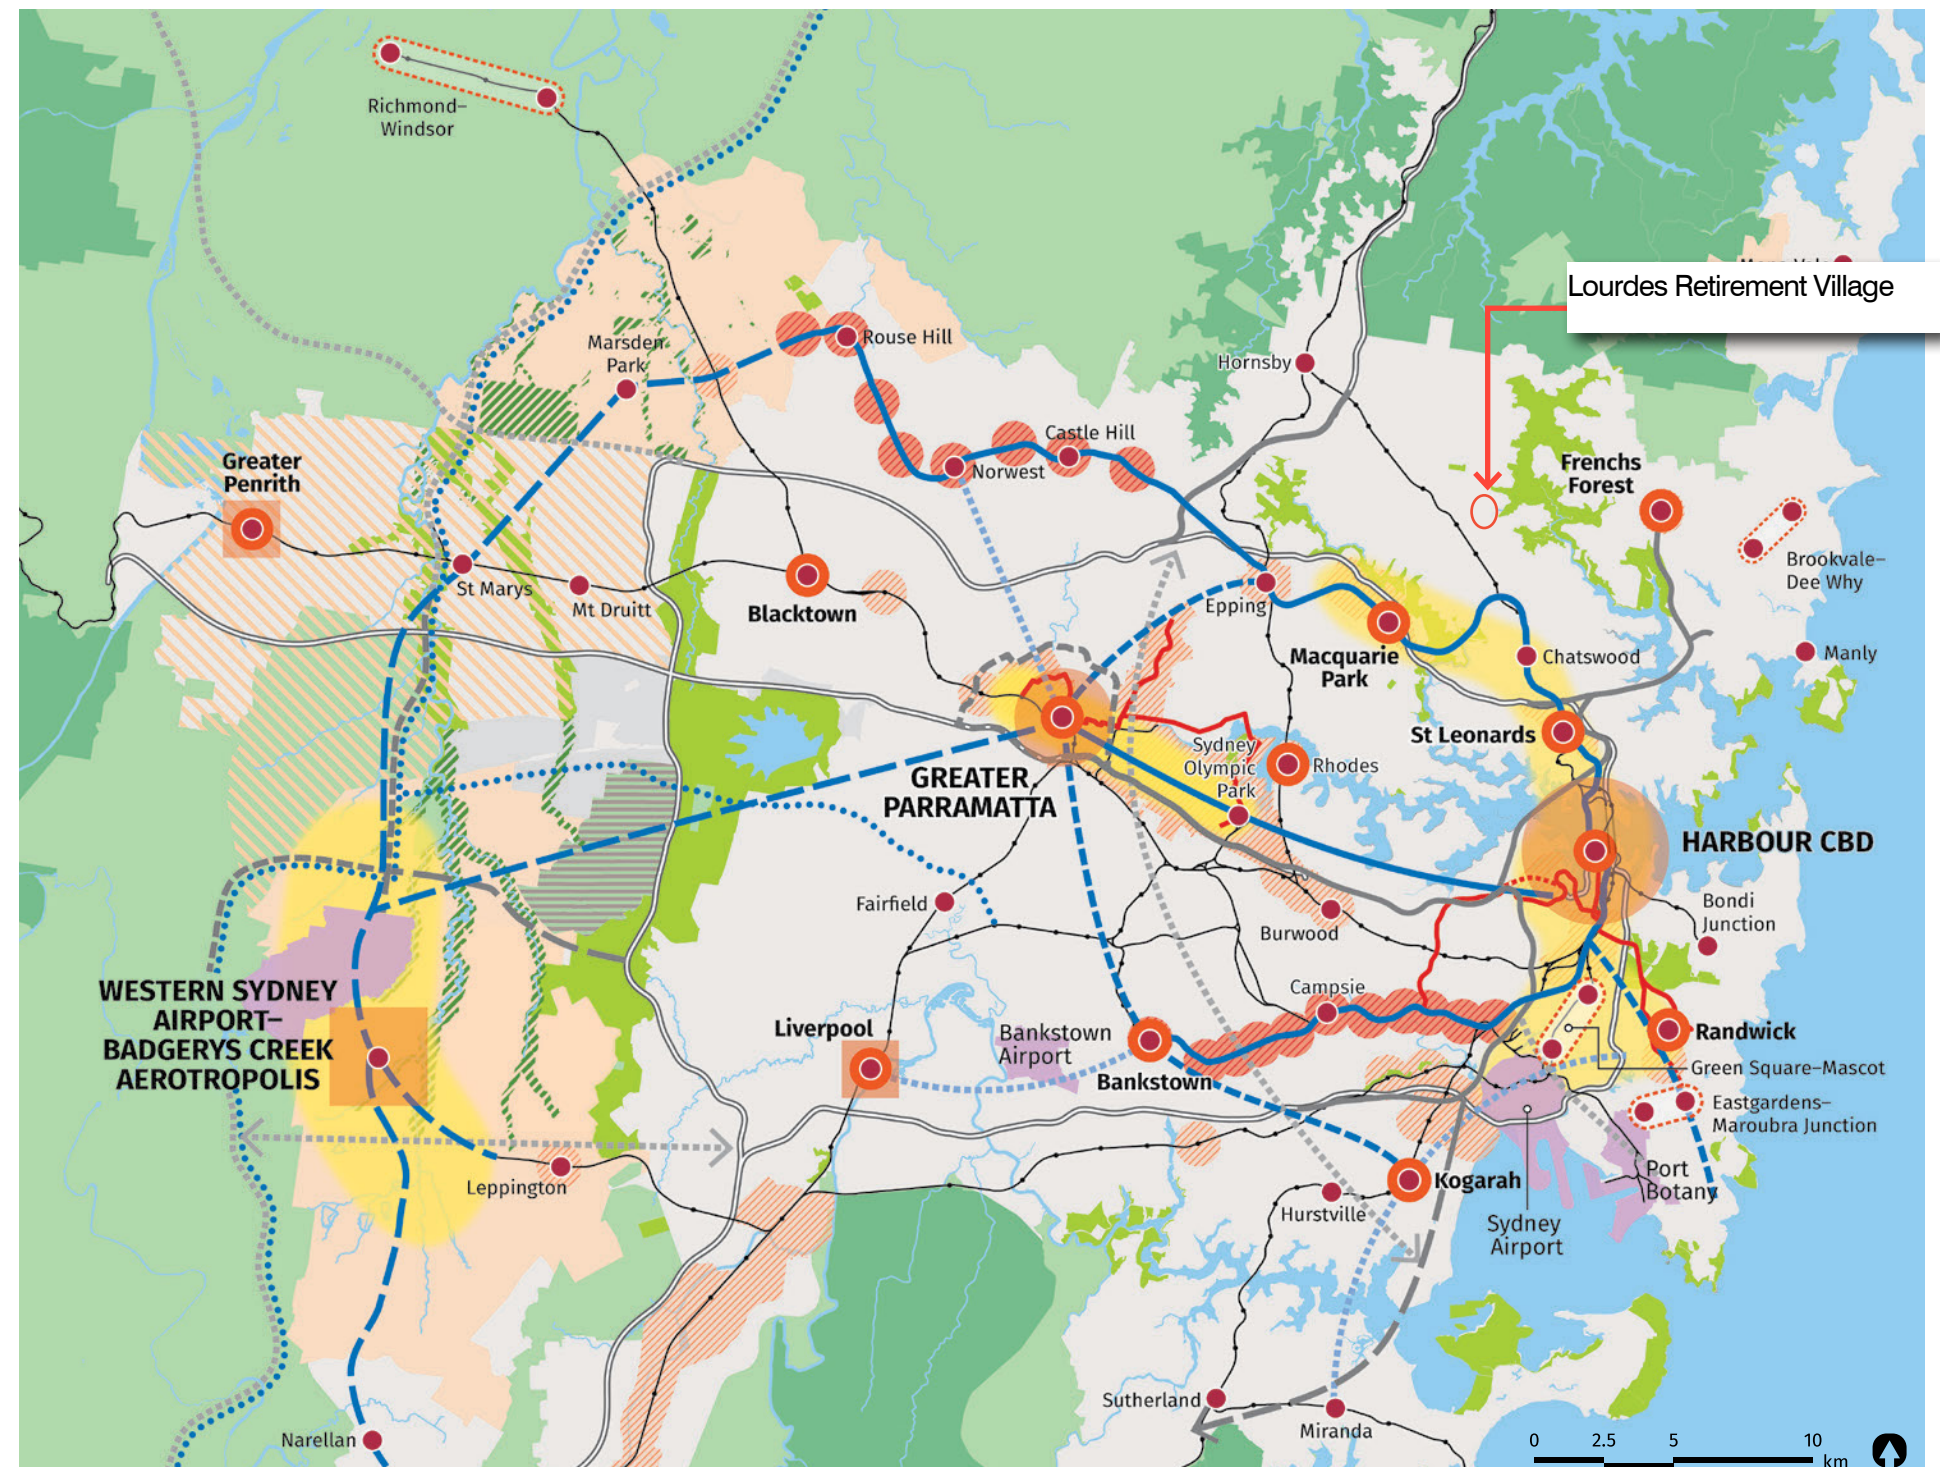 Richmond–
Windsor
Lourdes Retirement Village
Marsden
Park
Rouse Hill
Hornsby
Castle Hill
Norwest
Greater
Penrith
Frenchs
Forest
Brookvale–
Dee Why
St Marys
Mt Druitt
Blacktown
Epping
Macquarie
Park
Chatswood
Manly
St Leonards
Sydney
Olympic
Park
Rhodes
GREATER
PARRAMATTA
HARBOUR CBD
Fairfield
Burwood
Bondi
Junction
WESTERN SYDNEY
AIRPORT–
BADGERYS CREEK
AEROTROPOLIS
Liverpool
Bankstown
Airport
Campsie
Bankstown
Randwick
Green Square–Mascot
Eastgardens–
Maroubra Junction
Leppington
Kogarah
Port
Botany
Hurstville
Sydney
Airport
Sutherland
Miranda
Narellan
0 2.5 5 10
km